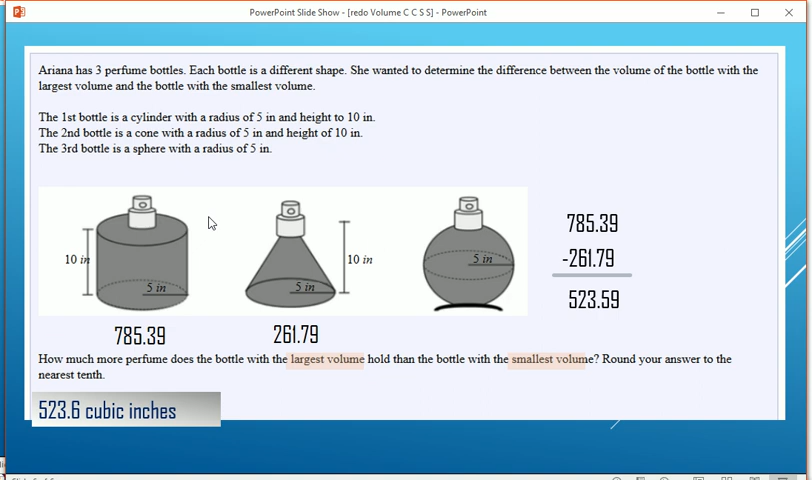 PowerPoint Slide Show - [redo Volume C C S S] - PowerPoint
Ariana has 3 perfume bottles. Each bottle is a different shape. She wanted to determine the difference between the volume of the bottle with the
largest volume and the bottle with the smallest volume.
The 1st bottle is a cylinder with a radius of 5 in and height to 10 in.
The 2nd bottle is a cone with a radius of 5 in and height of 10 in.
The 3rd bottle is a sphere with a radius of 5 in.
10 in
5 in
10 in
5 in
5 in
785.39
-261.79
523.59
785.39
261.79
How much more perfume does the bottle with the largest volume hold than the bottle with the smallest volume? Round your answer to the
nearest tenth.
523.6 cubic inches